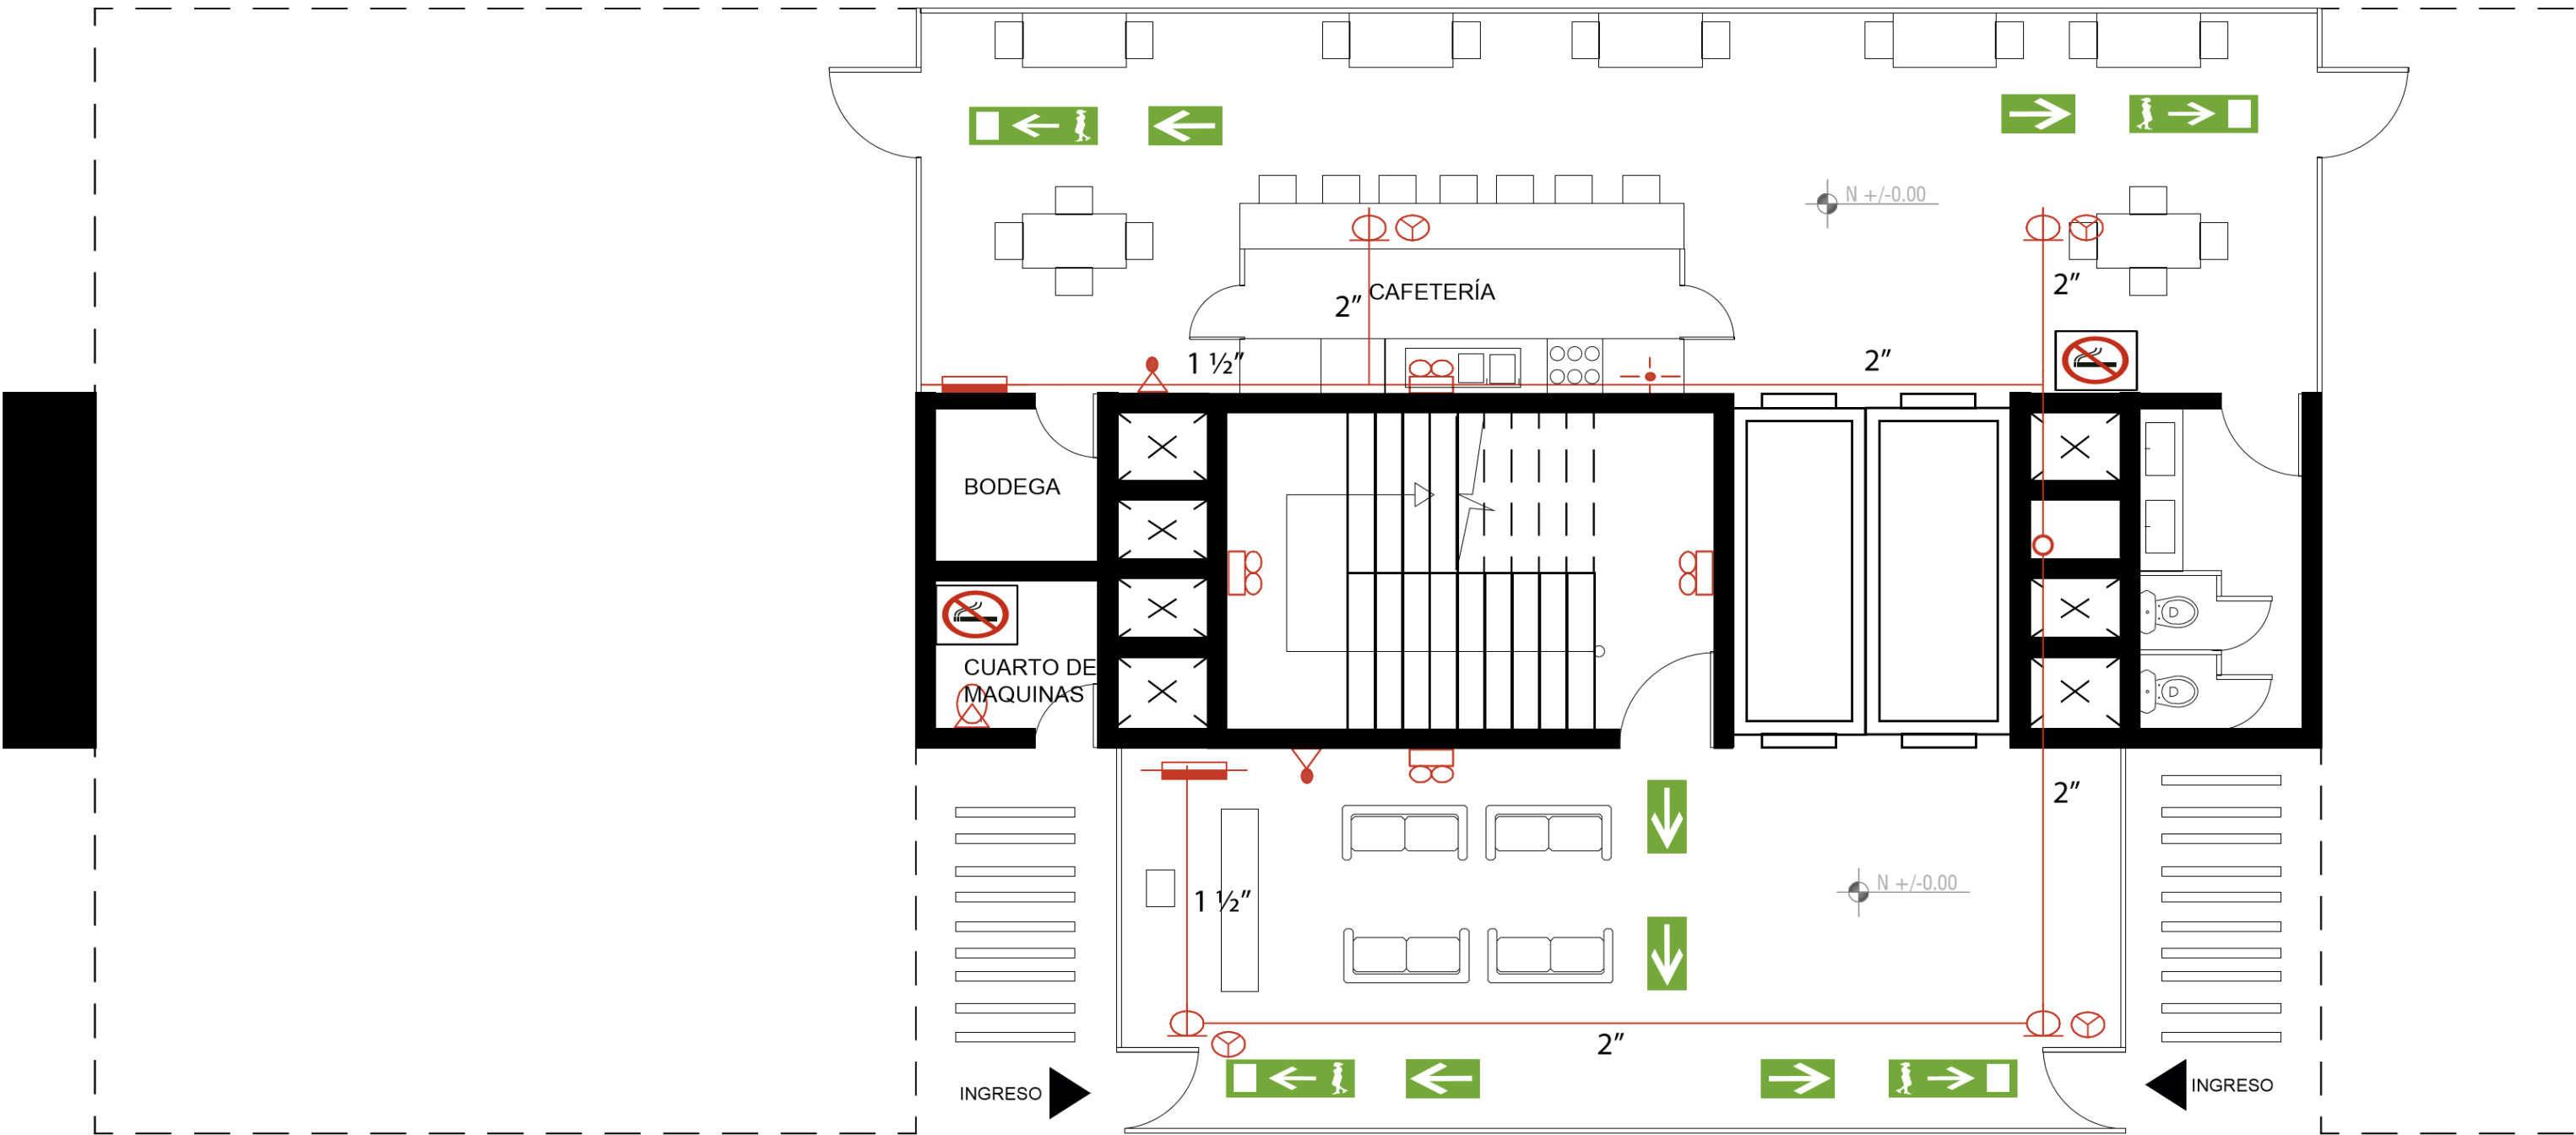 N +/-0.00
2”
CAFETERÍA
2”
1 ½”
2”
BODEGA
CUARTO DE
MAQUINAS
2”
N +/-0.00
1 ½”
2”
INGRESO
INGRESO